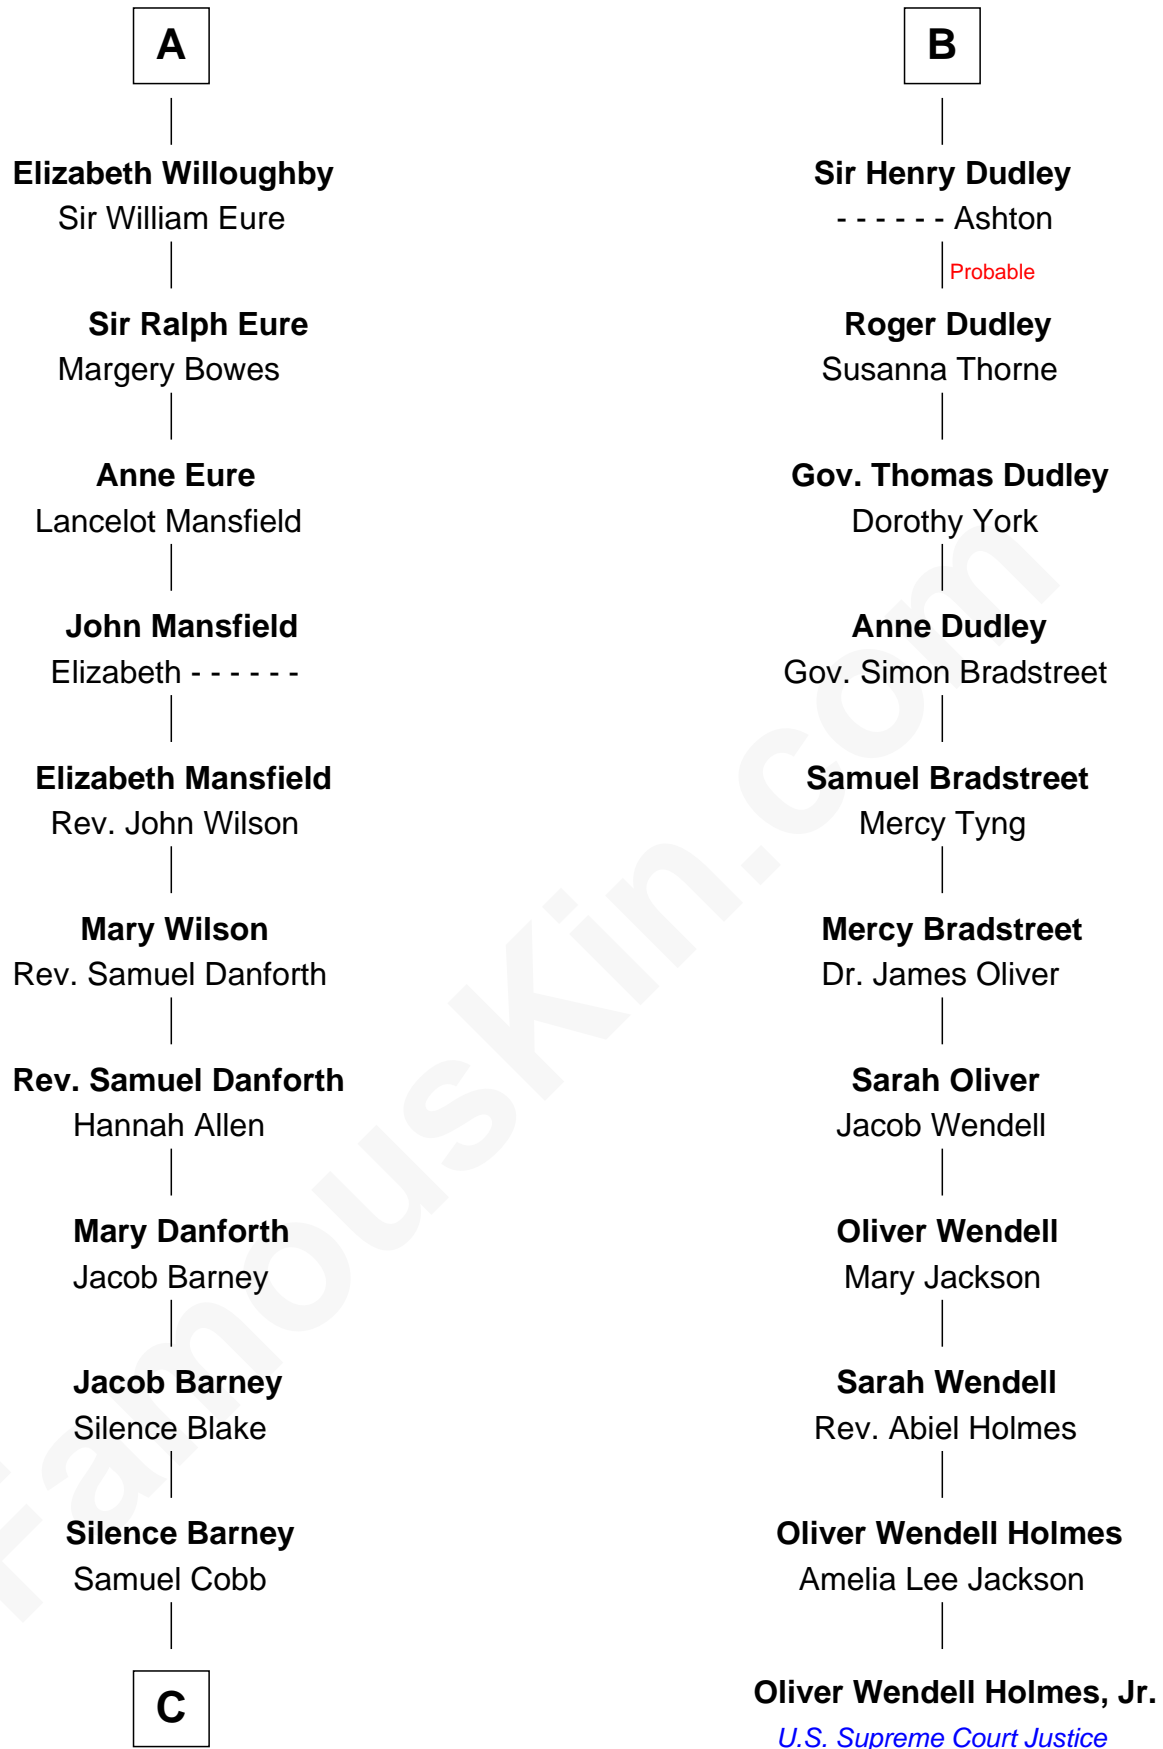 A
Elizabeth Willoughby
Sir William Eure
Sir Ralph Eure
Margery Bowes
Anne Eure
Lancelot Mansfield
John Mansfield
Elizabeth - - - - - -
Elizabeth Mansfield
Rev. John Wilson
Mary Wilson
Rev. Samuel Danforth
Rev. Samuel Danforth
Hannah Allen
Mary Danforth
Jacob Barney
Jacob Barney
Silence Blake
Silence Barney
Samuel Cobb
C
B
Sir Henry Dudley
- - - - - - Ashton
Probable
Roger Dudley
Susanna Thorne
Gov. Thomas Dudley
Dorothy York
Anne Dudley
Gov. Simon Bradstreet
Samuel Bradstreet
Mercy Tyng
Mercy Bradstreet
Dr. James Oliver
Sarah Oliver
Jacob Wendell
Oliver Wendell
Mary Jackson
Sarah Wendell
Rev. Abiel Holmes
Oliver Wendell Holmes
Amelia Lee Jackson
Oliver Wendell Holmes, Jr.
U.S. Supreme Court Justice
FamousKin.com